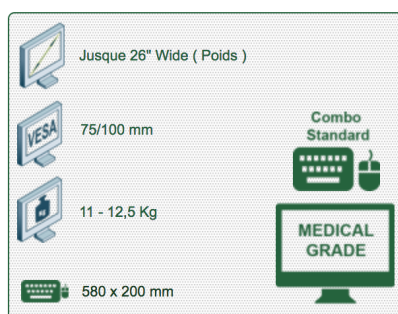 Jusque 26" Wide ( Poids )
VESA
75/100 mm
Combo
Standard
11 - 12,5 Kg
MEDICAL
GRADE
580 x 200 mm